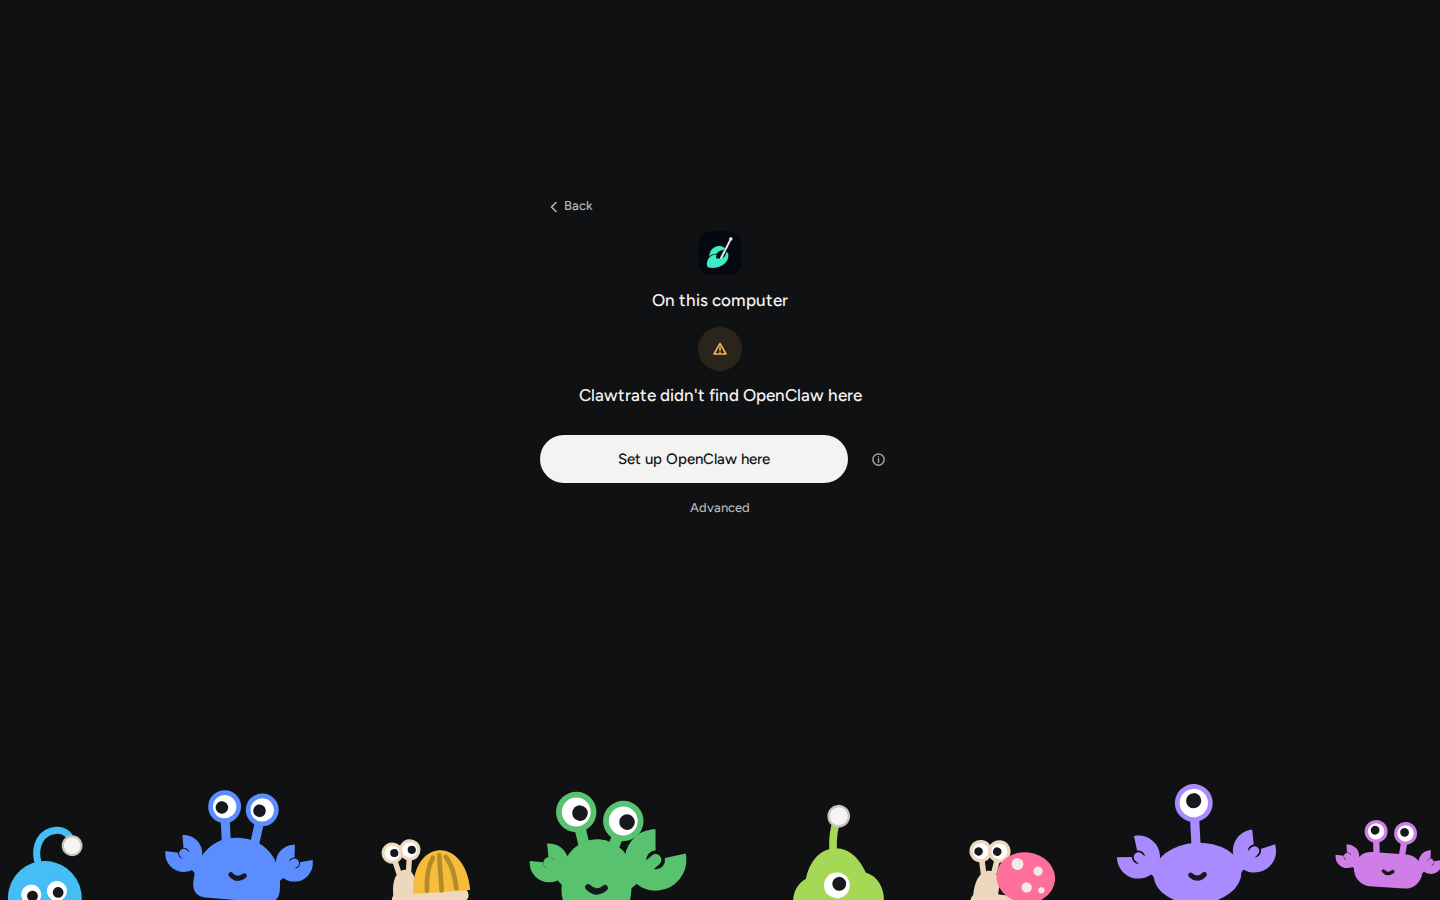 Back
On this computer
Clawtrate didn't find OpenClaw here
Set up OpenClaw here
Advanced